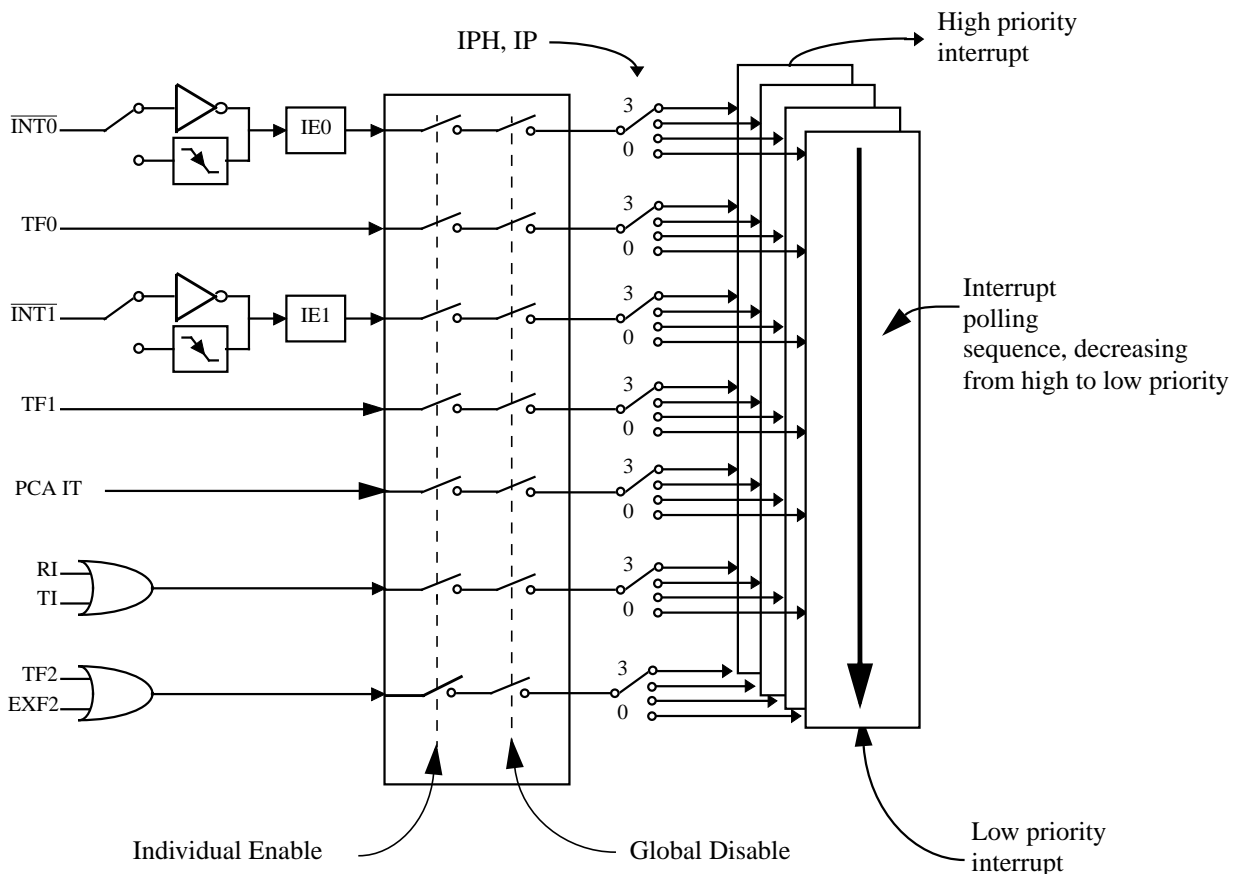 IPH, IP
High priority
interrupt
INT0
IE0
3
0
TF0
3
0
INT1
IE1
3
0
Interrupt
polling
sequence, decreasing
from high to low priority
TF1
3
0
PCA IT
3
0
RI
TI
3
0
TF2
EXF2
3
0
Individual Enable
Global Disable
Low priority
interrupt